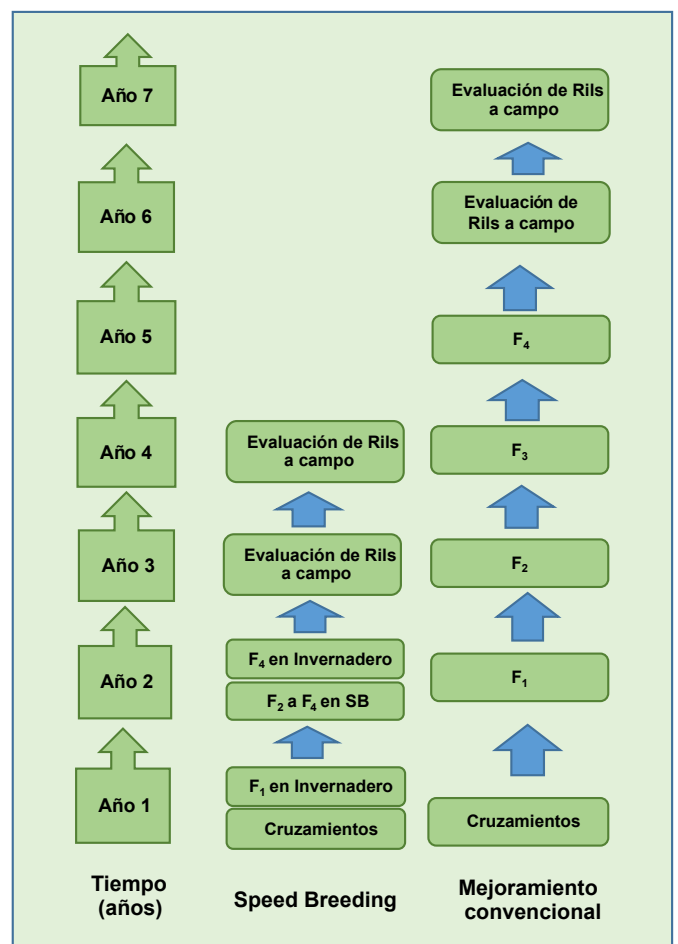 Año 7
Evaluación de Rils
a campo
Año 6
Evaluación de
Rils a campo
Año 5
F₄
Año 4
Evaluación de Rils
a campo
F₃
Año 3
Evaluación de Rils
a campo
F₂
Año 2
F₄ en Invernadero
F₂ a F₄ en SB
F₁
Año 1
F₁ en Invernadero
Cruzamientos
Cruzamientos
Tiempo
(años)
Speed Breeding
Mejoramiento
convencional